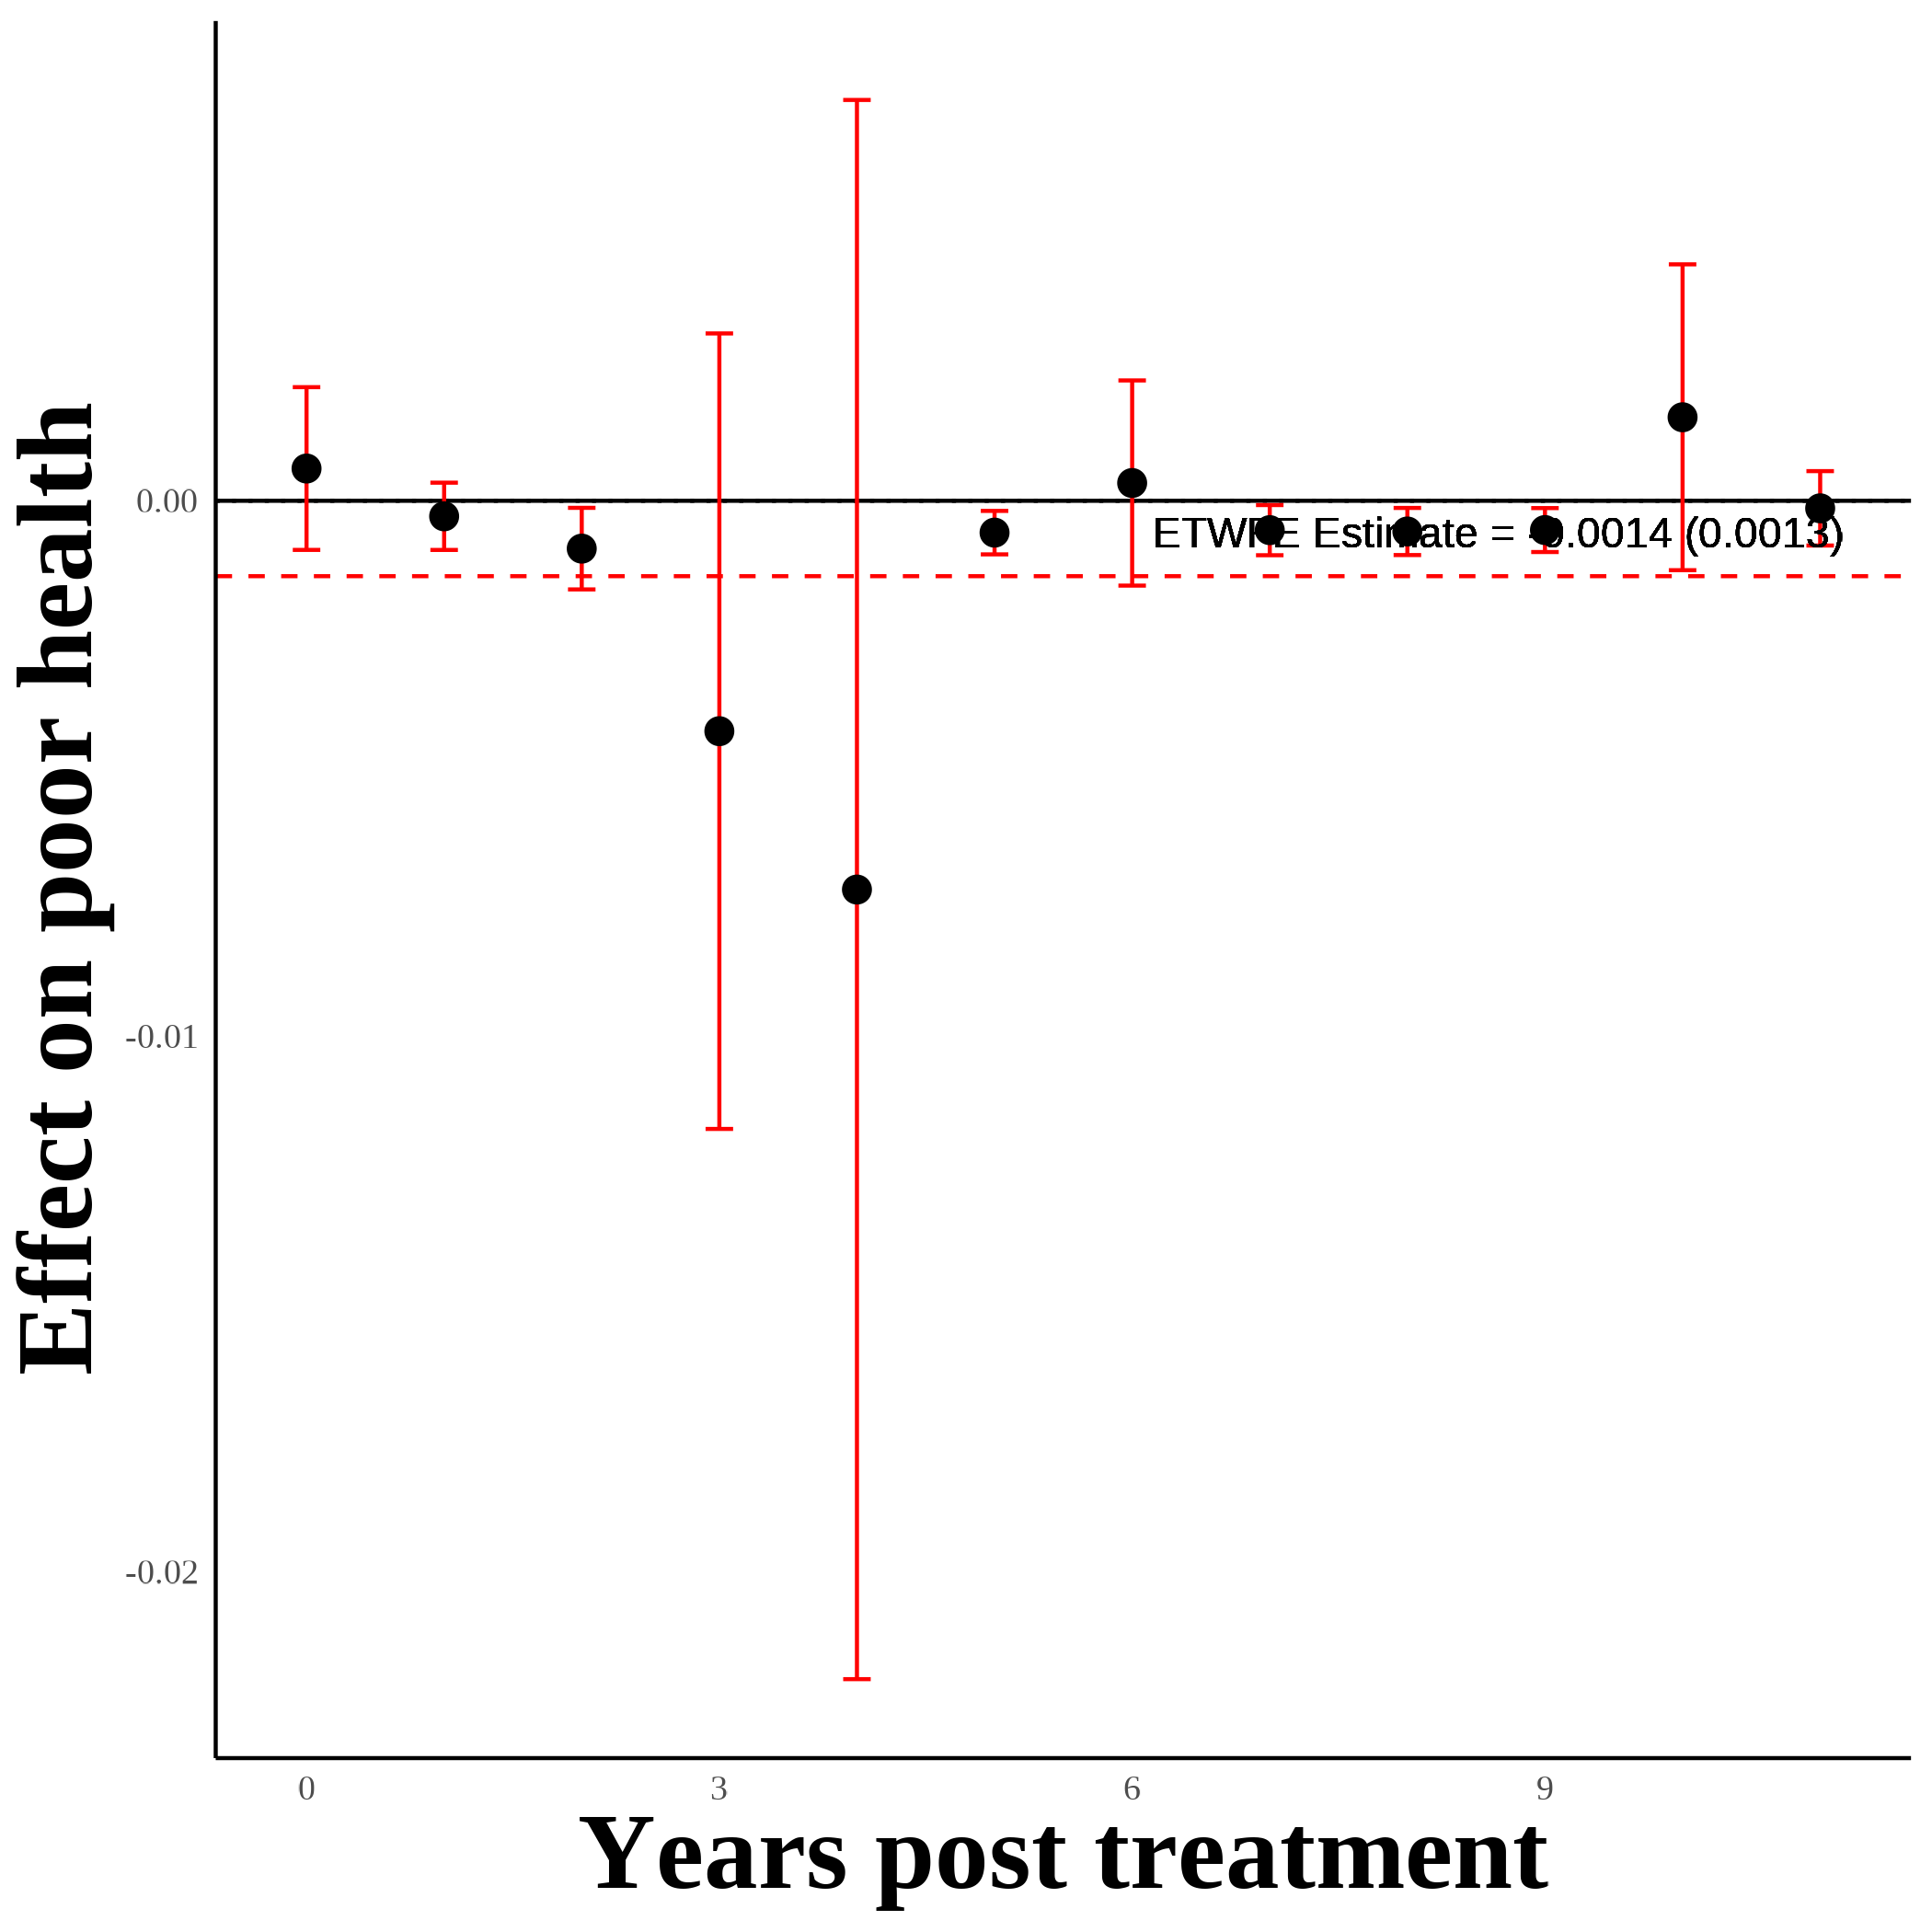 Effect on poor health
0.00
-0.01
-0.02
ETWFE Estimate = -0.0014 (0.0013)
0
3
6
9
Years post treatment